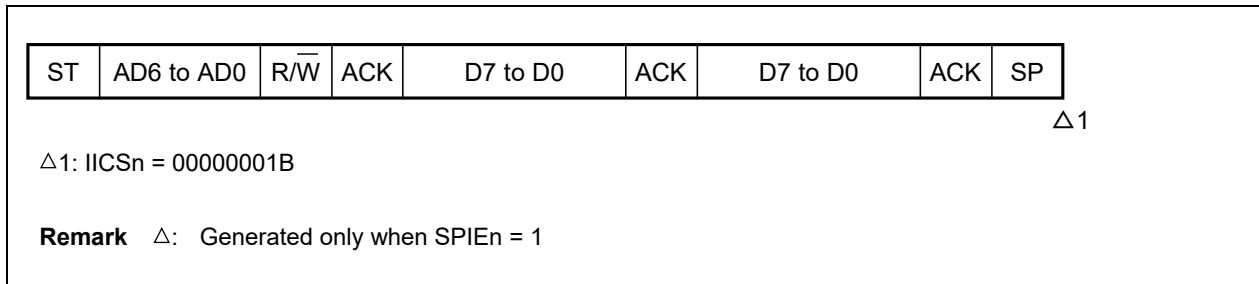 ST AD6 to AD0 R/W̅ ACK D7 to D0 ACK D7 to D0 ACK SP
△1
△1: IICSn = 00000001B
Remark △: Generated only when SPIEn = 1